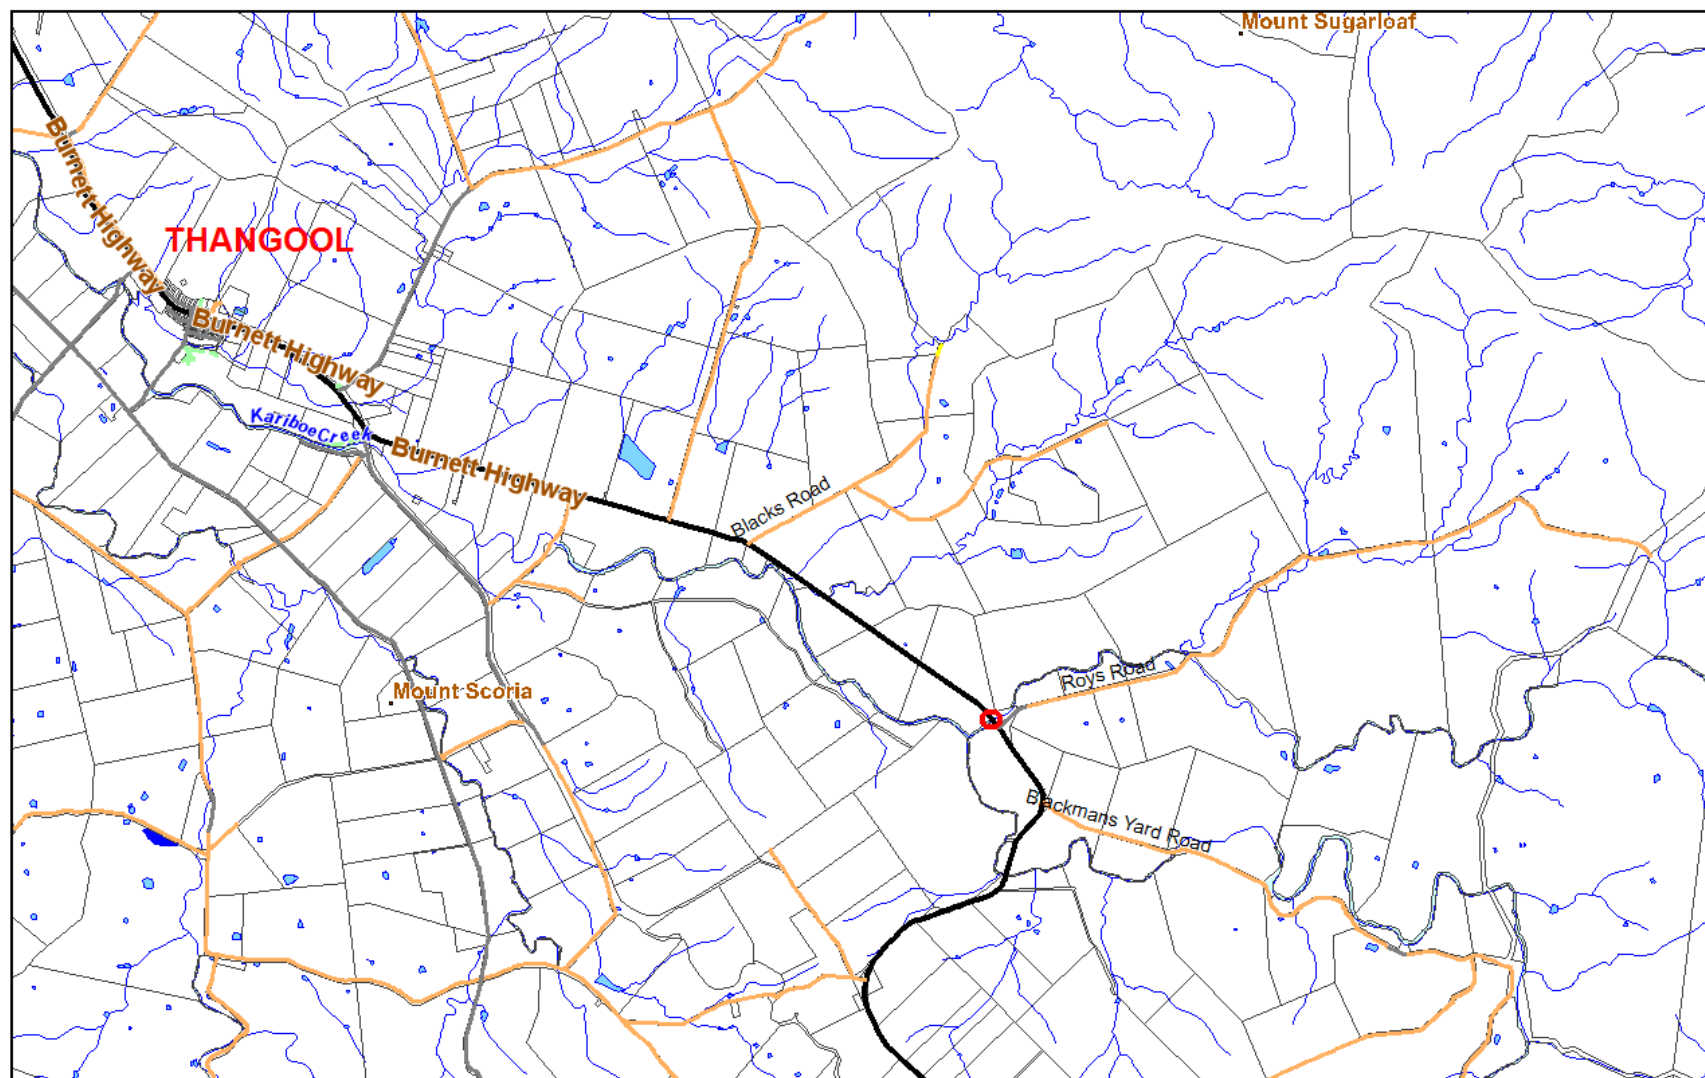 Mount Sugarloaf
Burnett Highway
THANGOOL
Burnett Highway
Kariboe Creek
Burnett Highway
Blacks Road
Roys Road
Mount Scoria
Blackmans Yard Road